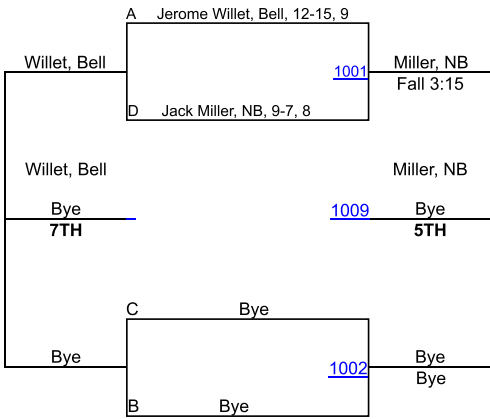 A Jerome Willet, Bell, 12-15, 9
Willet, Bell
1001
Miller, NB
Fall 3:15
D Jack Miller, NB, 9-7, 8
Willet, Bell
Miller, NB
Bye
1009
Bye
7TH
5TH
C Bye
Bye
1002
Bye
Bye
B Bye